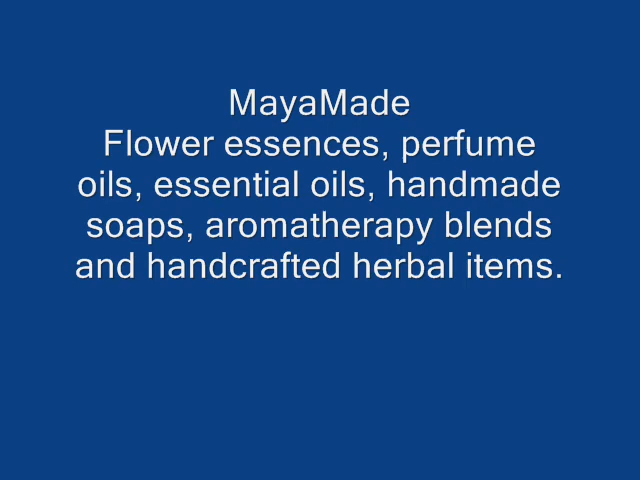 MayaMade
Flower essences, perfume
oils, essential oils, handmade
soaps, aromatherapy blends
and handcrafted herbal items.